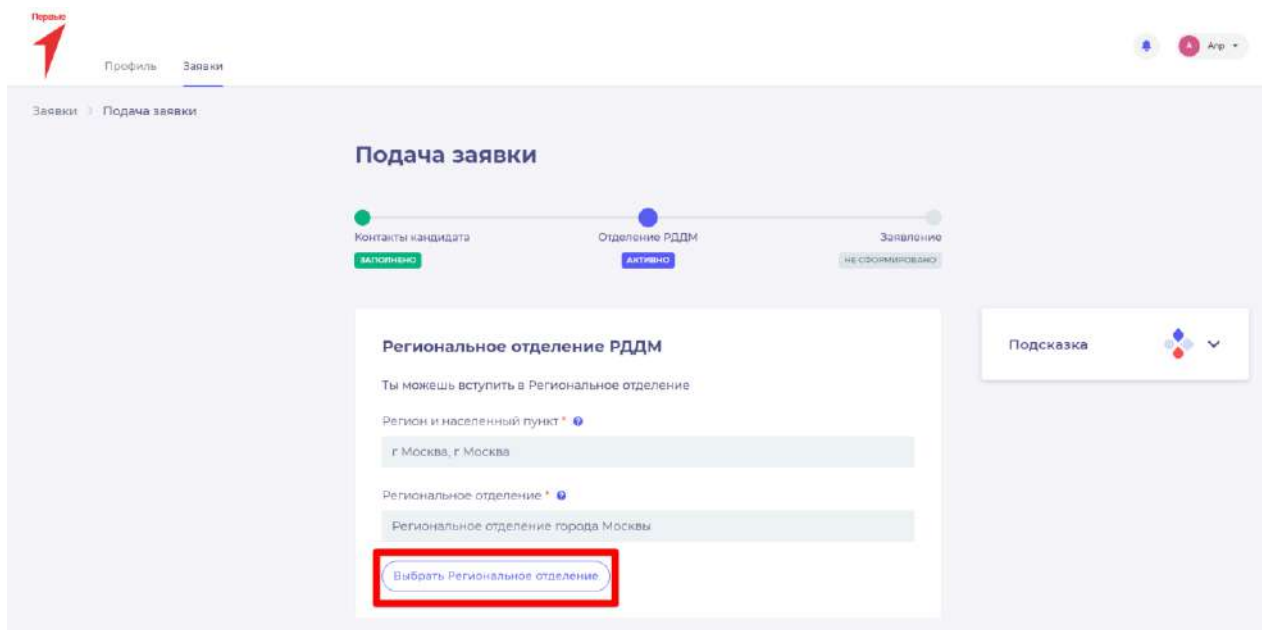 Первые
Профиль Заявки
Апр
Заявки Подача заявки
Подача заявки
Контакты кандидата Отделение РДДМ Заявление
ЗАПОЛНЕНО АКТИВНО НЕ СФОРМИРОВАНО
Региональное отделение РДДМ
Подсказка
Ты можешь вступить в Региональное отделение
Регион и населенный пункт *
г Москва, г Москва
Региональное отделение *
Региональное отделение города Москвы
Выбрать Региональное отделение